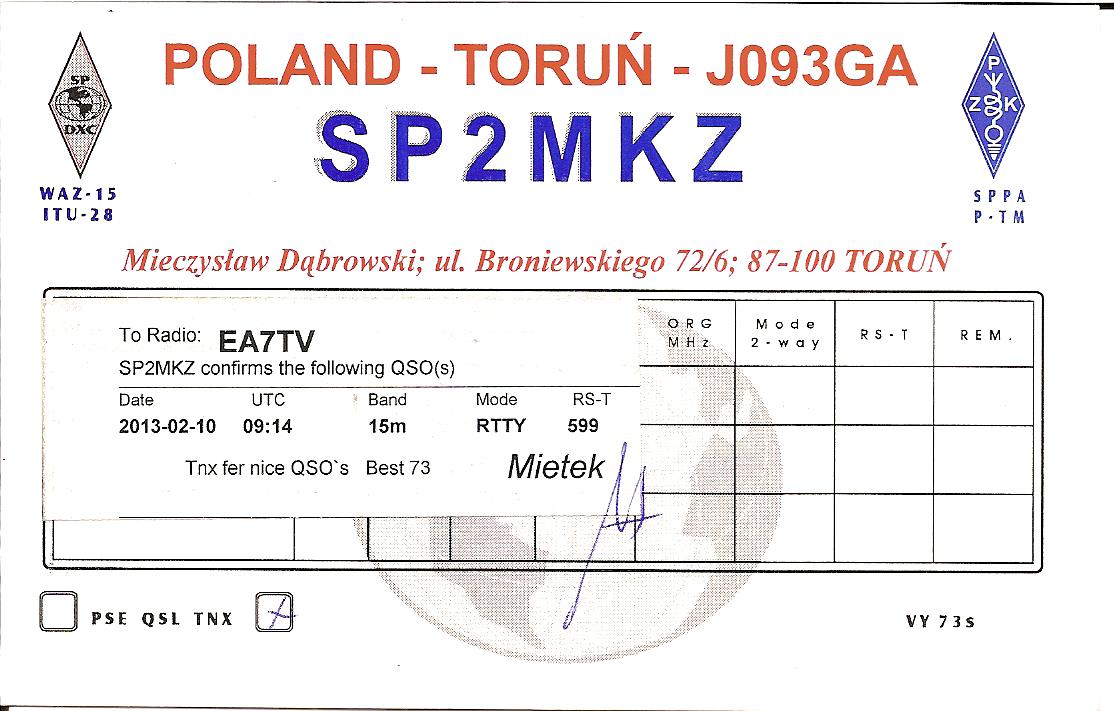 POLAND - TORUŃ - J093GA
SP2MKZ
SP
DXC
WAZ-15
ITU-28
P
Z K
SPPA
P-TM
Mieczysław Dąbrowski; ul. Broniewskiego 72/6; 87-100 TORUŃ
To Radio: EA7TV
SP2MKZ confirms the following QSO(s)
Date UTC Band Mode RS-T
2013-02-10 09:14 15m RTTY 599
Tnx fer nice QSO`s Best 73 Mietek
ORG MHz
Mode 2-way
RS-T
REM.
PSE QSL TNX
VY 73s